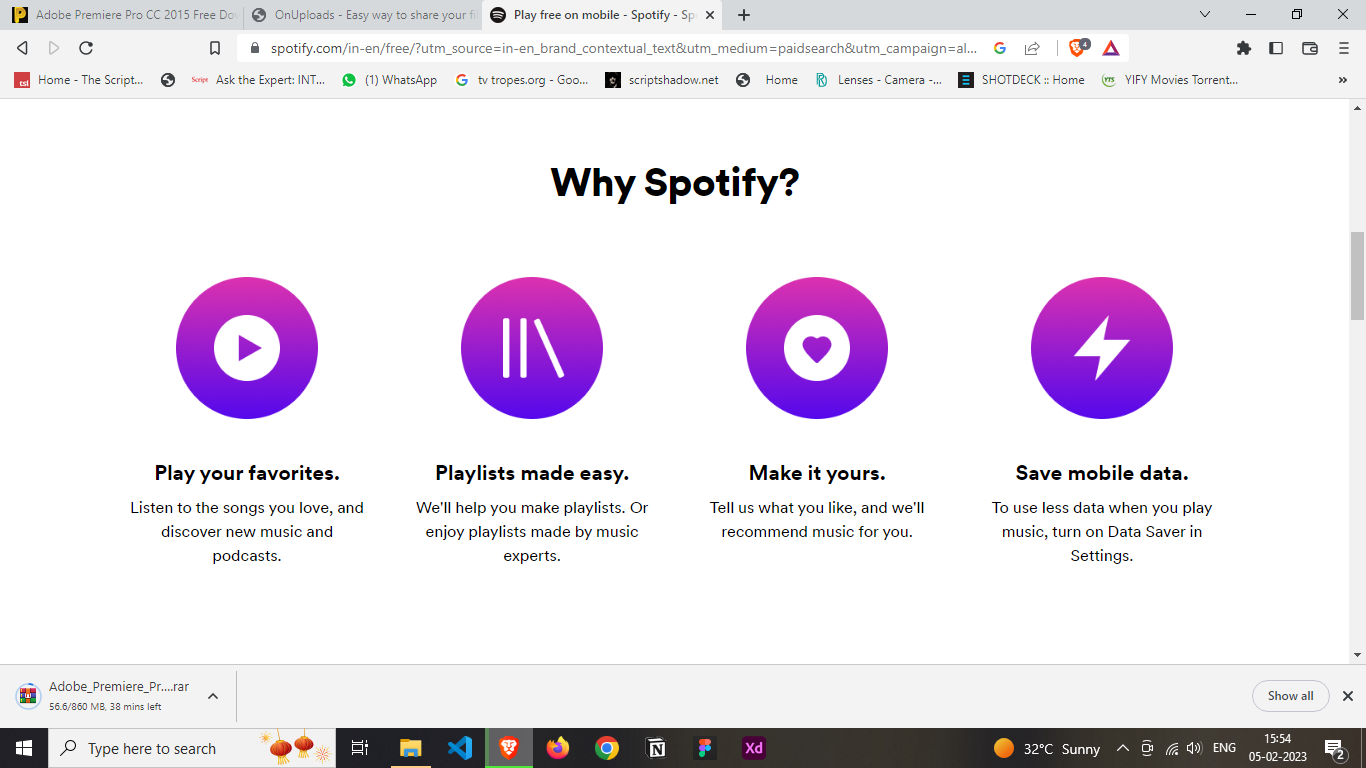 Adobe Premiere Pro CC 2015 Free Do
OnUploads - Easy way to share your fi
Play free on mobile - Spotify - Sp
spotify.com/in-en/free/?utm_source=in-en_brand_contextual_text&utm_medium=paidsearch&utm_campaign=al...
4
Home - The Script...
Script
Ask the Expert: INT...
(1) WhatsApp
tv tropes.org - Goo...
scriptshadow.net
Home
Lenses - Camera -...
SHOTDECK :: Home
YIFY Movies Torrent...
»
Why Spotify?
Play your favorites.
Listen to the songs you love, and
discover new music and
podcasts.
Playlists made easy.
We'll help you make playlists. Or
enjoy playlists made by music
experts.
Make it yours.
Tell us what you like, and we'll
recommend music for you.
Save mobile data.
To use less data when you play
music, turn on Data Saver in
Settings.
Adobe_Premiere_Pr....rar
56.6/860 MB, 38 mins left
Show all
Type here to search
Xd
32°C Sunny
ENG
15:54
05-02-2023
2